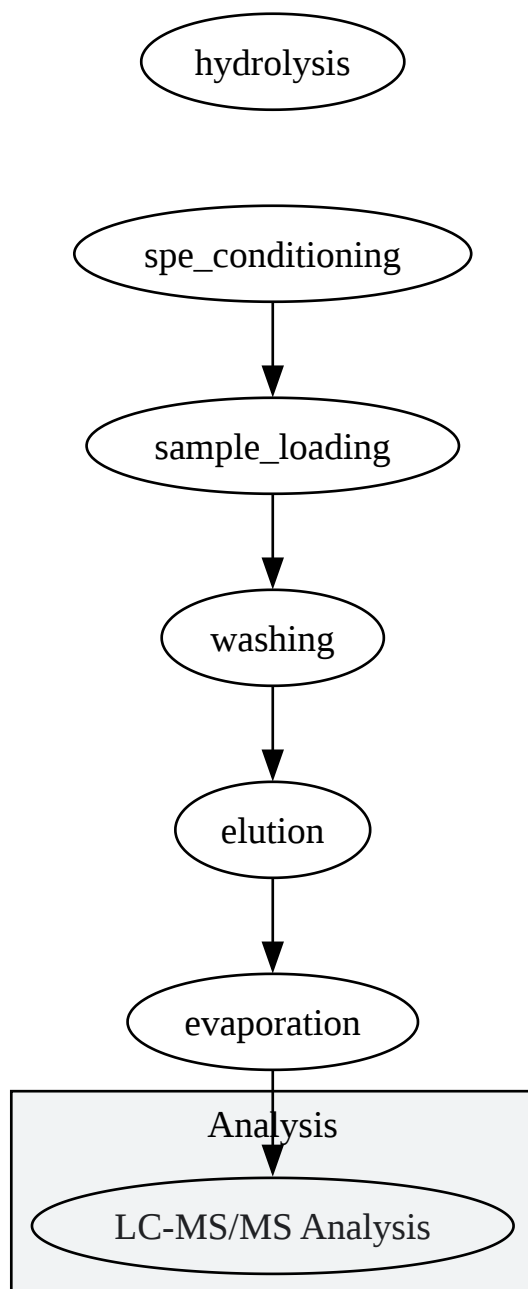 hydrolysis
spe_conditioning
sample_loading
washing
elution
evaporation
Analysis
LC-MS/MS Analysis